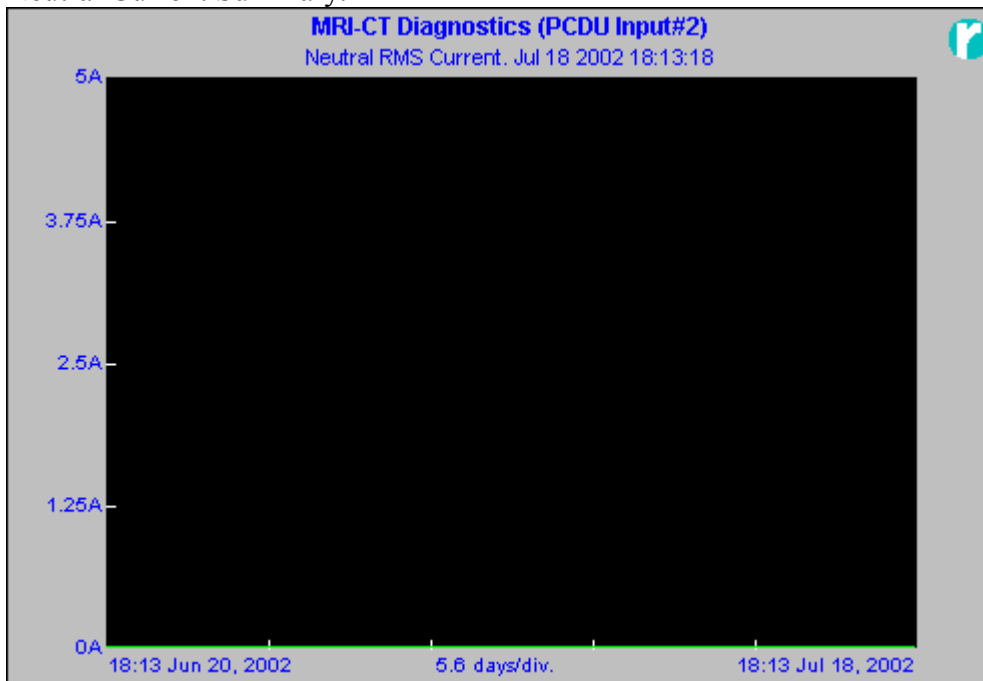 MRI-CT Diagnostics (PCDU Input#2)
Neutral RMS Current. Jul 18 2002 18:13:18
r
5A
3.75A
2.5A
1.25A
0A
18:13 Jun 20, 2002 5.6 days/div. 18:13 Jul 18, 2002